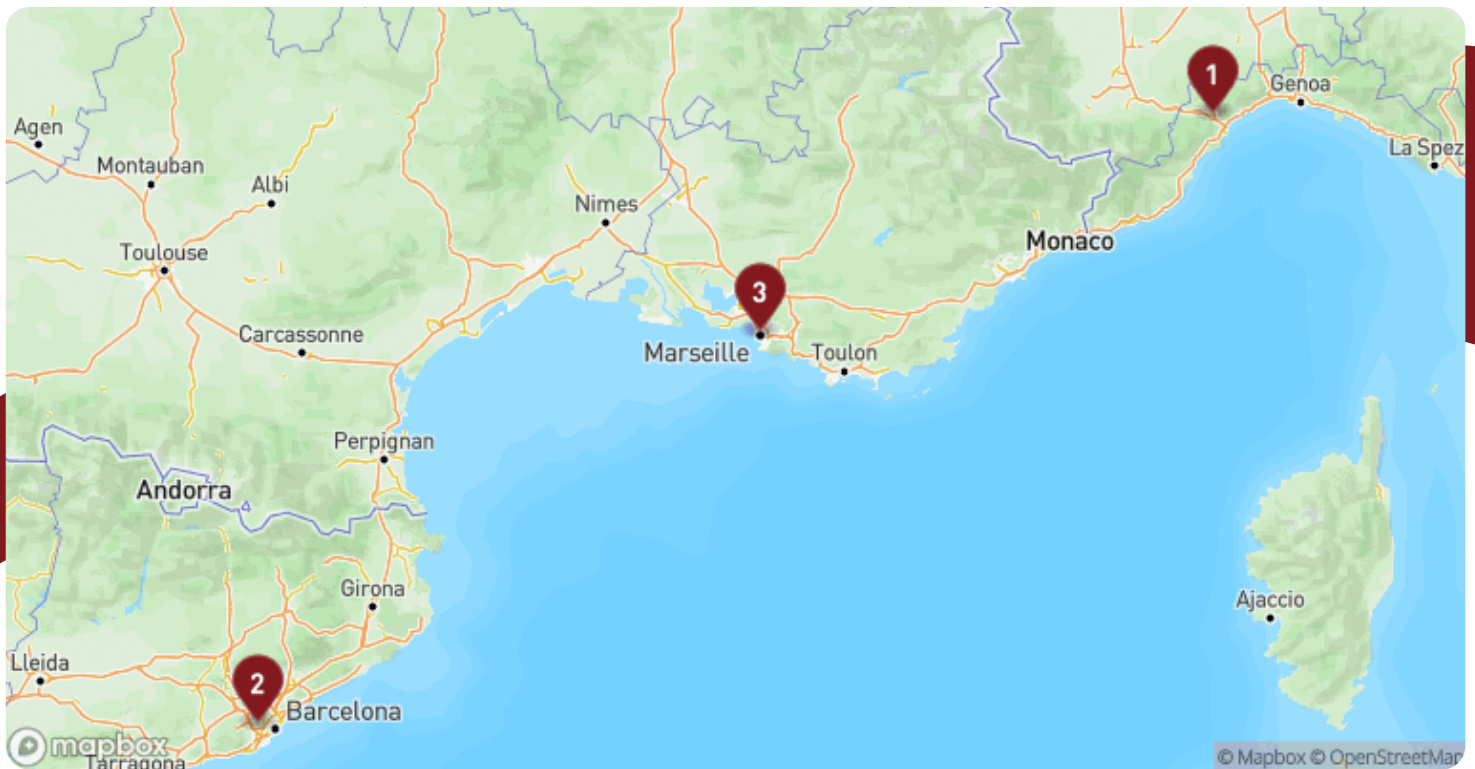 1
Genoa
Agen
La Spez
Montauban
Albi
Nimes
Monaco
Toulouse
3
Carcassonne
Marseille
Toulon
Perpignan
Andorra
Girona
Ajaccio
Lleida
2
Barcelona
mapbox
Tarragona
© Mapbox © OpenStreetMap